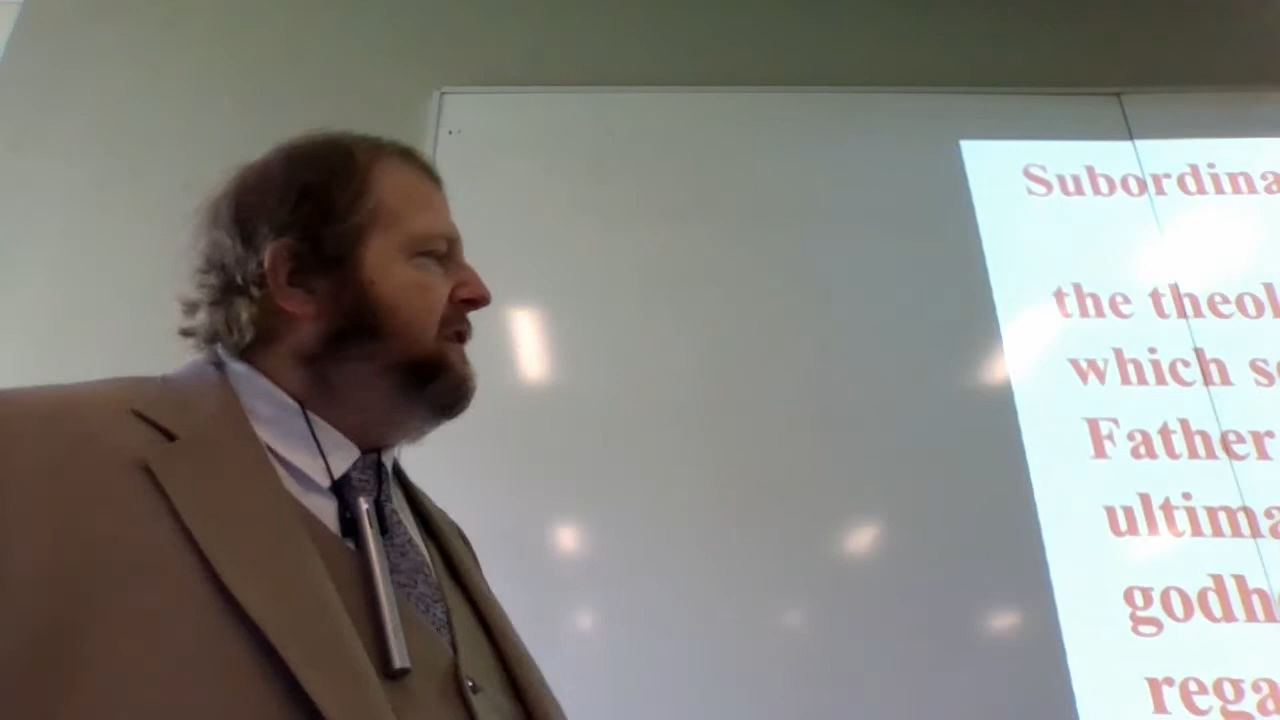 Subordina
the theol
which s
Father
ultima
godh
rega